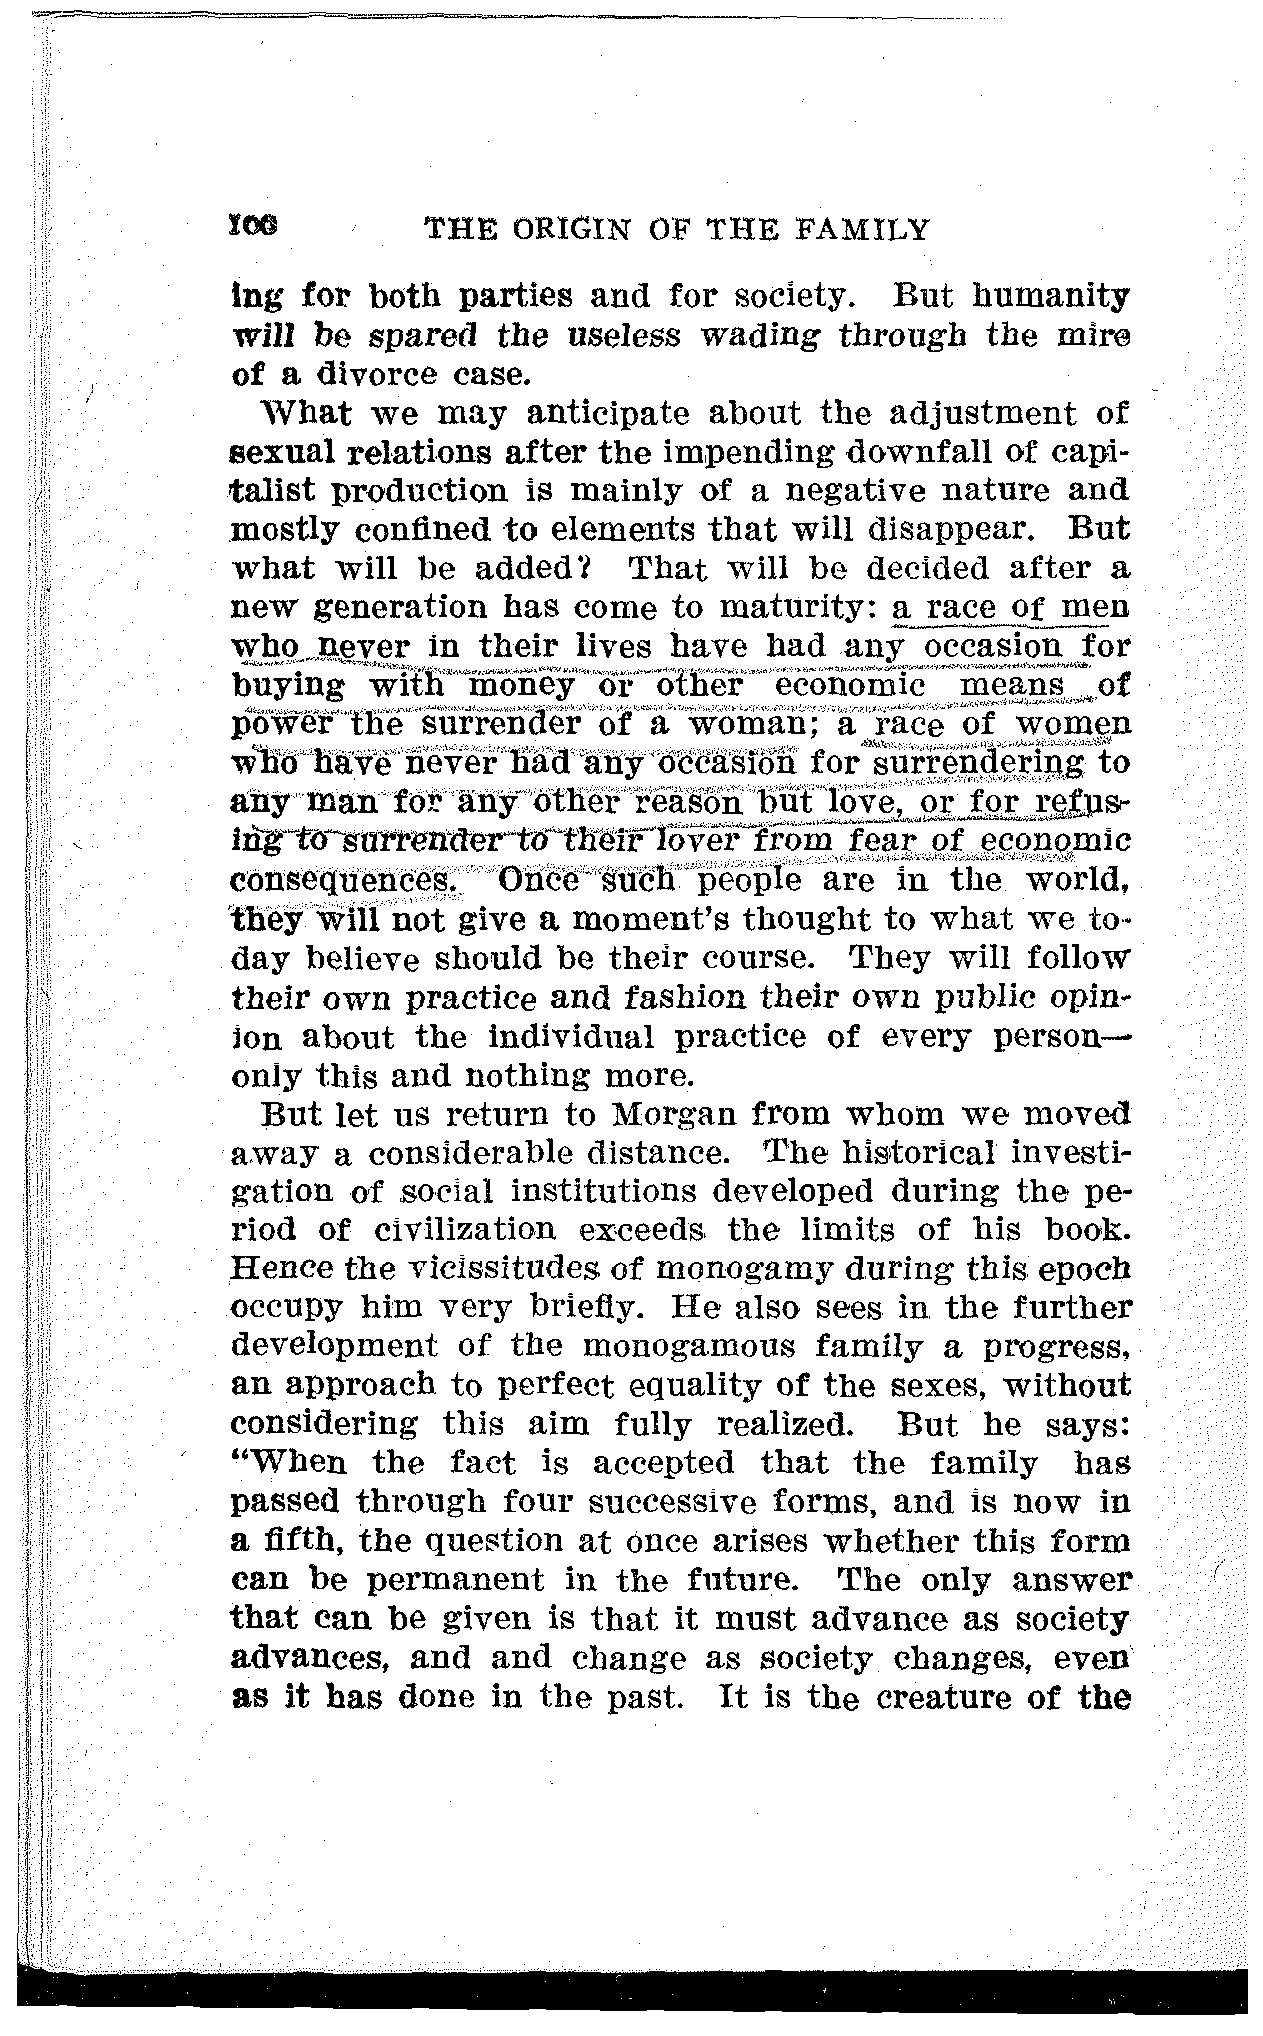 100 THE ORIGIN OF THE FAMILY
ing for both parties and for society. But humanity
will be spared the useless wading through the mire
of a divorce case.
What we may anticipate about the adjustment of
sexual relations after the impending downfall of capi-
talist production is mainly of a negative nature and
mostly confined to elements that will disappear. But
what will be added? That will be decided after a
new generation has come to maturity: a race of men
who never in their lives have had any occasion for
buying with money or other economic means of
power the surrender of a woman; a race of women
who have never had any occasion for surrendering to
any man for any other reason but love, or for refus-
ing to surrender to their lover from fear of economic
consequences. Once such people are in the world,
they will not give a moment's thought to what we to-
day believe should be their course. They will follow
their own practice and fashion their own public opin-
ion about the individual practice of every person—
only this and nothing more.
But let us return to Morgan from whom we moved
away a considerable distance. The historical investi-
gation of social institutions developed during the pe-
riod of civilization exceeds the limits of his book.
Hence the vicissitudes of monogamy during this epoch
occupy him very briefly. He also sees in the further
development of the monogamous family a progress,
an approach to perfect equality of the sexes, without
considering this aim fully realized. But he says:
“When the fact is accepted that the family has
passed through four successive forms, and is now in
a fifth, the question at once arises whether this form
can be permanent in the future. The only answer
that can be given is that it must advance as society
advances, and and change as society changes, even
as it has done in the past. It is the creature of the